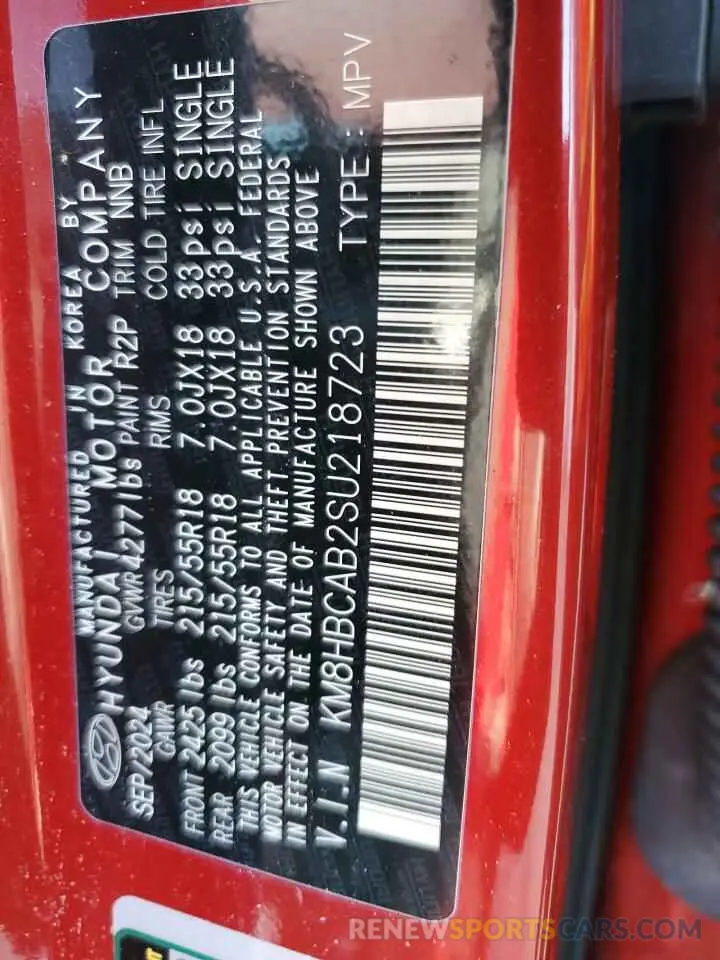 MANUFACTURED IN KOREA BY
HYUNDAI MOTOR COMPANY
SEP/2024 GVWR 4277lbs PAINT R2P TRIM NNB
GAWR TIRES RIMS COLD TIRE INFL
FRONT 2425 lbs 215/55R18 7.0JX18 33psi SINGLE
REAR 2099 lbs 215/55R18 7.0JX18 33psi SINGLE
THIS VEHICLE CONFORMS TO ALL APPLICABLE U.S.A. FEDERAL
MOTOR VEHICLE SAFETY AND THEFT PREVENTION STANDARDS
IN EFFECT ON THE DATE OF MANUFACTURE SHOWN ABOVE
V.I.N KM8HBCAB2SU218723 TYPE: MPV
RENEWSPORTSCARS.COM